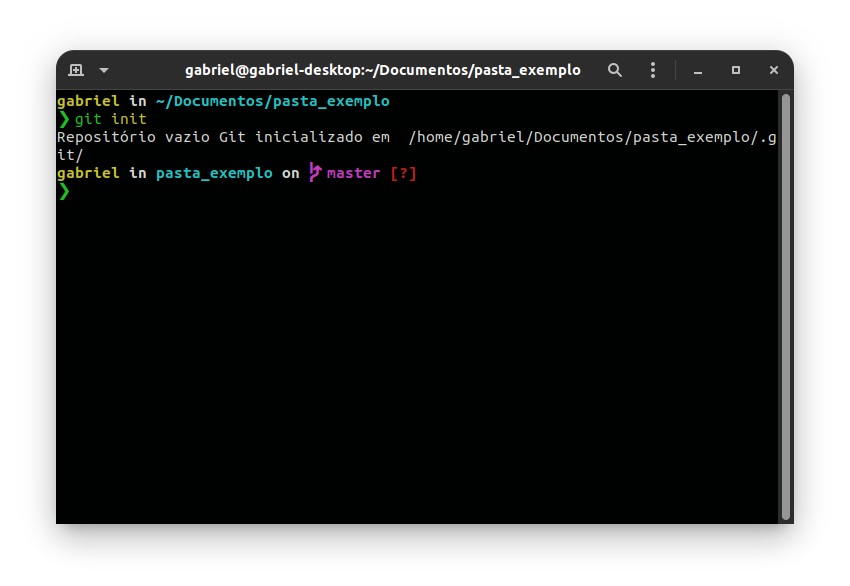 gabriel@gabriel-desktop:~/Documentos/pasta_exemplo
gabriel in ~/Documentos/pasta_exemplo
❯ git init
Repositório vazio Git inicializado em  /home/gabriel/Documentos/pasta_exemplo/.g
it/
gabriel in pasta_exemplo on master [?]
❯